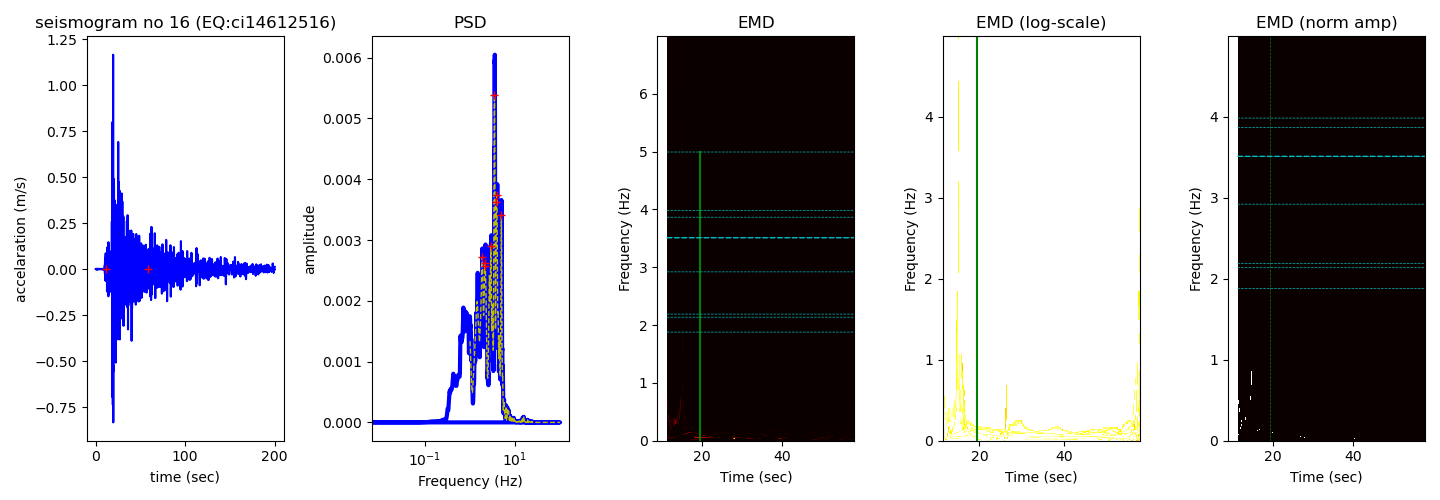 seismogram no 16 (EQ:ci14612516)
1.25
1.00
0.75
0.50
0.25
0.00
−0.25
−0.50
−0.75
0
100
200
time (sec)
accelaration (m/s)
PSD
0.006
0.005
0.004
0.003
0.002
0.001
0.000
10⁻¹
10¹
Frequency (Hz)
amplitude
EMD
6
5
4
3
2
1
0
20
40
Time (sec)
Frequency (Hz)
EMD (log-scale)
4
3
2
1
0
20
40
Time (sec)
Frequency (Hz)
EMD (norm amp)
4
3
2
1
0
20
40
Time (sec)
Frequency (Hz)